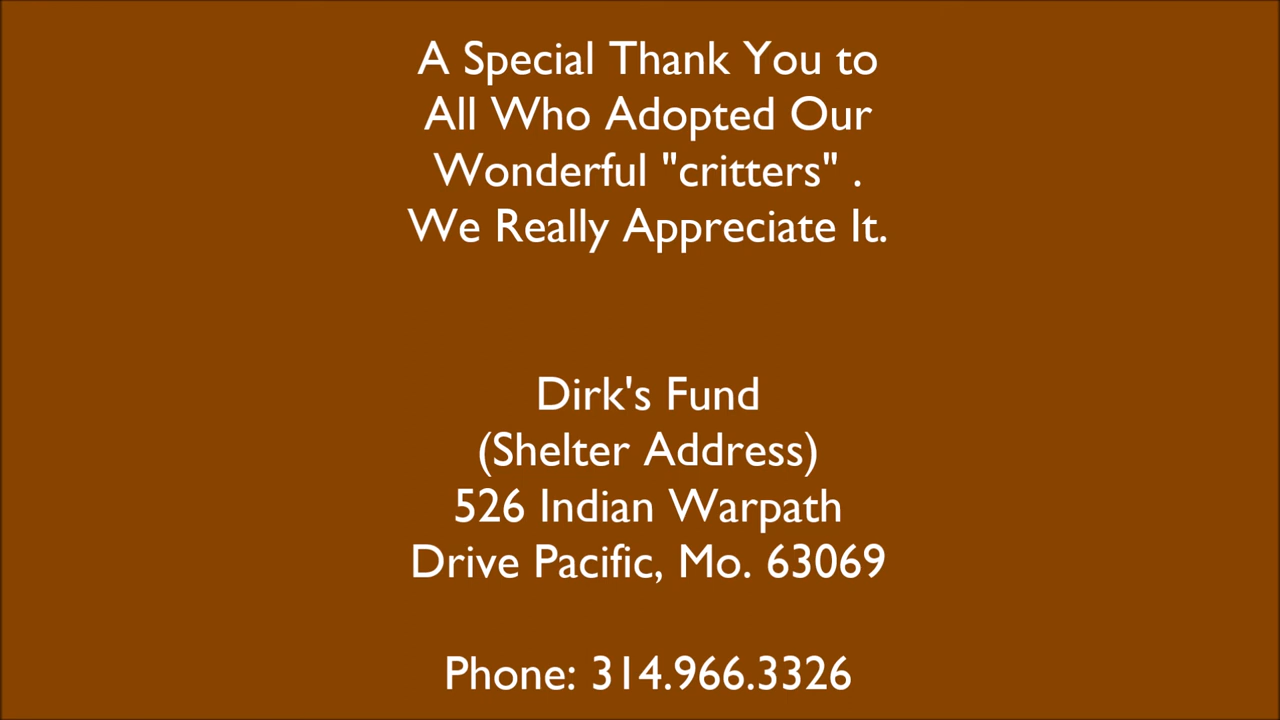 A Special Thank You to
All Who Adopted Our
Wonderful "critters" .
We Really Appreciate It.
Dirk's Fund
(Shelter Address)
526 Indian Warpath
Drive Pacific, Mo. 63069
Phone: 314.966.3326